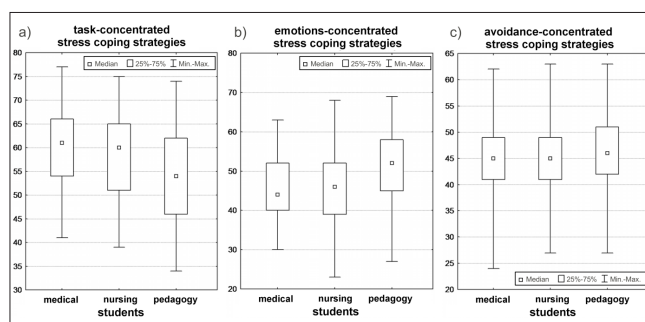 a)
task-concentrated
stress coping strategies
Median 25%-75% Min.-Max.
80
75
70
65
60
55
50
45
40
35
30
medical nursing pedagogy
students
b)
emotions-concentrated
stress coping strategies
Median 25%-75% Min.-Max.
80
70
60
50
40
30
20
medical nursing pedagogy
students
c)
avoidance-concentrated
stress coping strategies
65
60
55
50
45
40
35
30
25
20
Median 25%-75% Min.-Max.
medical nursing pedagogy
students